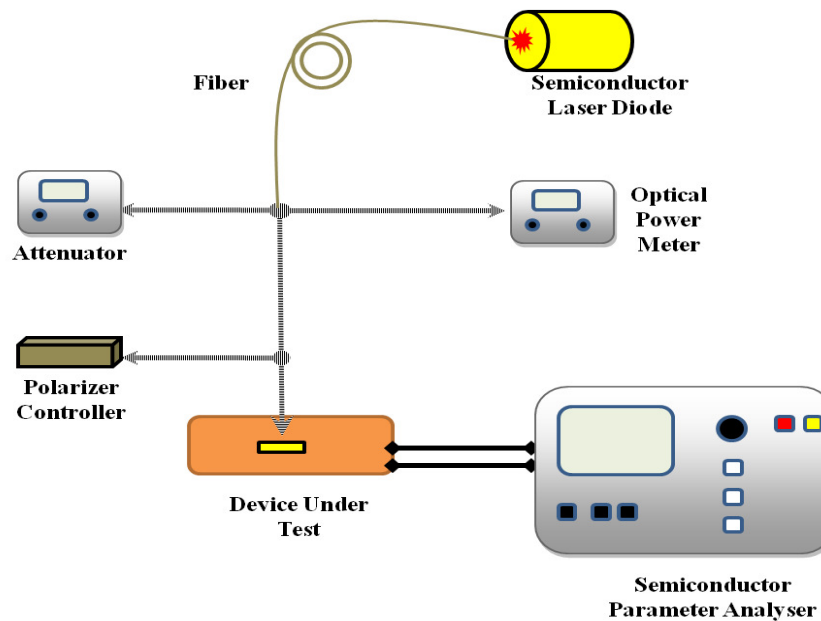 Fiber
Semiconductor
Laser Diode
Attenuator
Optical
Power
Meter
Polarizer
Controller
Device Under
Test
Semiconductor
Parameter Analyser